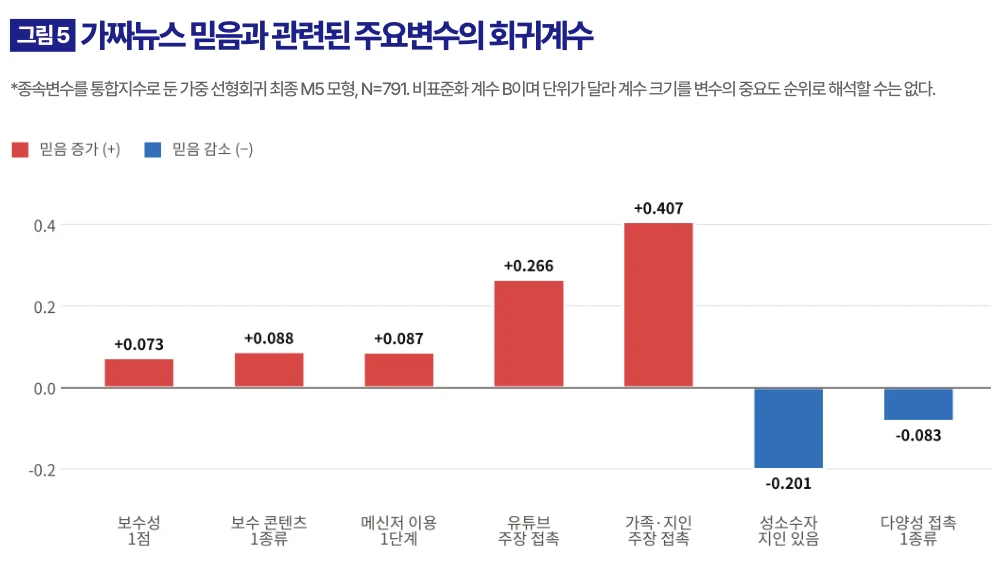 그림 5 가짜뉴스 믿음과 관련된 주요변수의 회귀계수
*종속변수를 통합지수로 둔 가중 선형회귀 최종 M5 모형, N=791. 비표준화 계수 B이며 단위가 달라 계수 크기를 변수의 중요도 순위로 해석할 수는 없다.
믿음 증가 (+) 믿음 감소 (−)
+0.407
0.4
+0.266
0.2
+0.073 +0.088 +0.087
0.0
-0.083
-0.2
-0.201
보수성 보수 콘텐츠 메신저 이용 유튜브 가족·지인 성소수자 다양성 접촉
1점 1종류 1단계 주장 접촉 주장 접촉 지인 있음 1종류